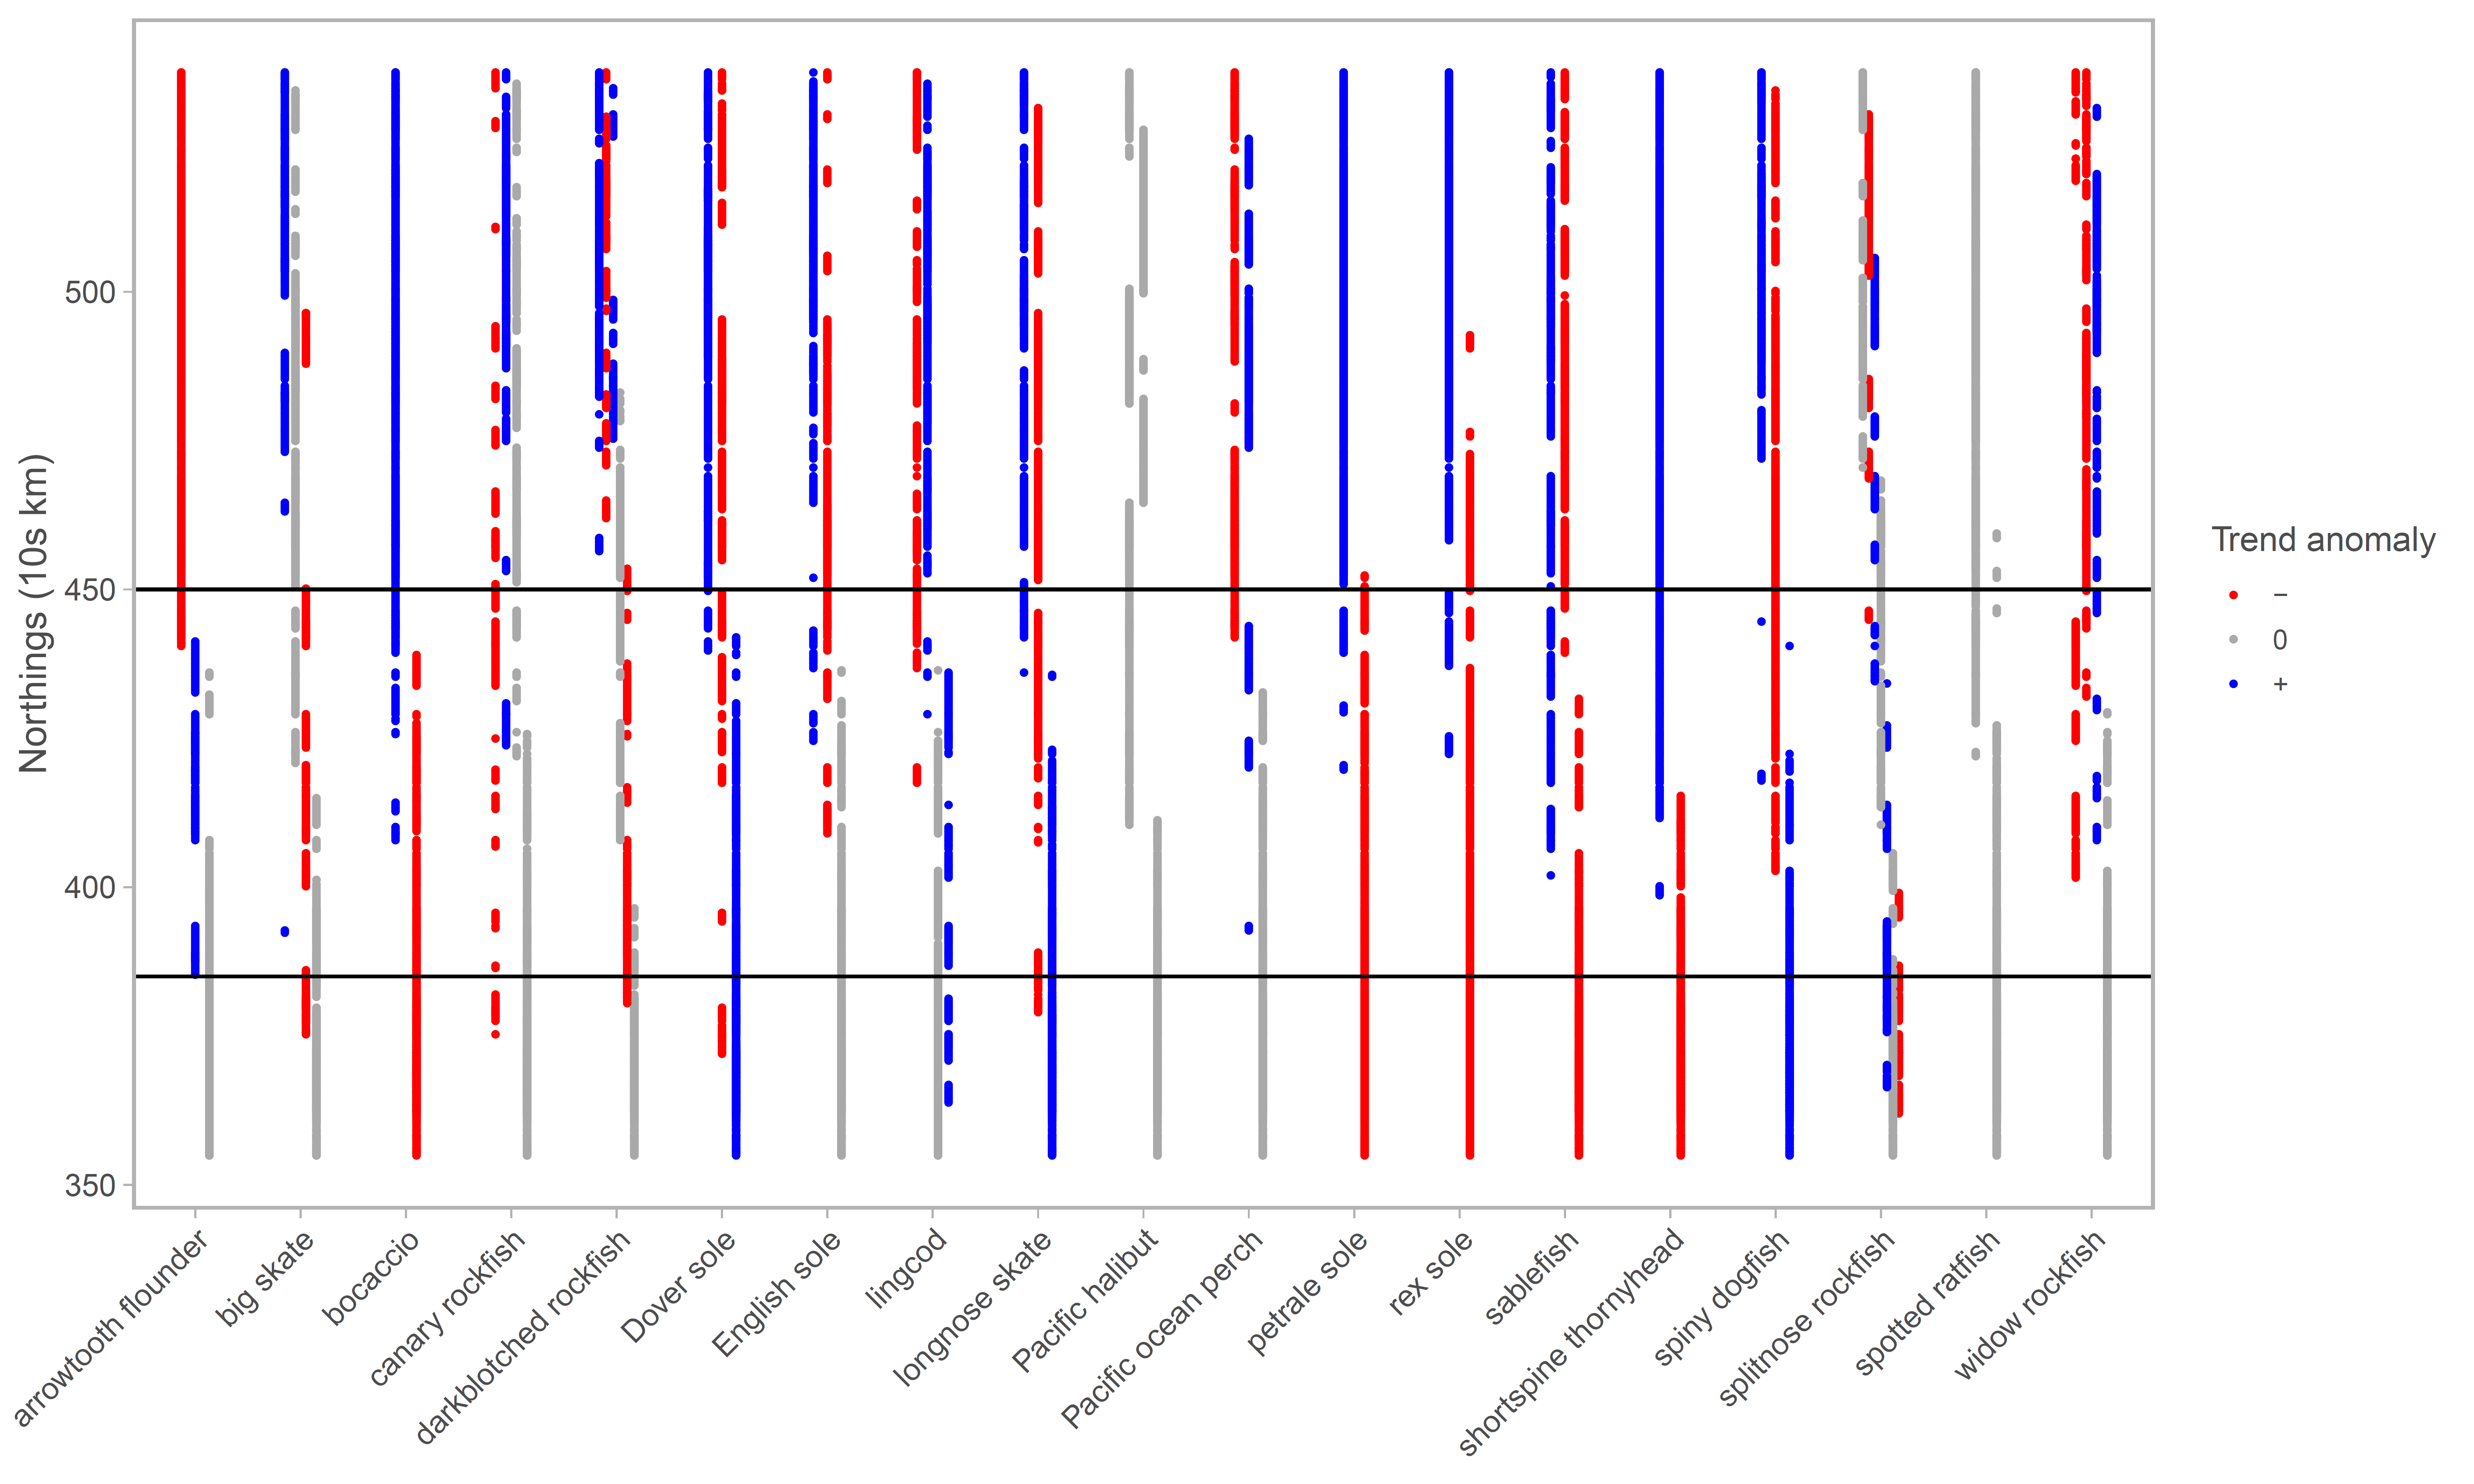 Northings (10s km)
500
450
400
350
arrowtooth flounder
big skate
bocaccio
canary rockfish
darkblotched rockfish
Dover sole
English sole
lingcod
longnose skate
Pacific halibut
Pacific ocean perch
petrale sole
rex sole
sablefish
shortspine thornyhead
spiny dogfish
splitnose rockfish
spotted ratfish
widow rockfish
Trend anomaly
−
0
+